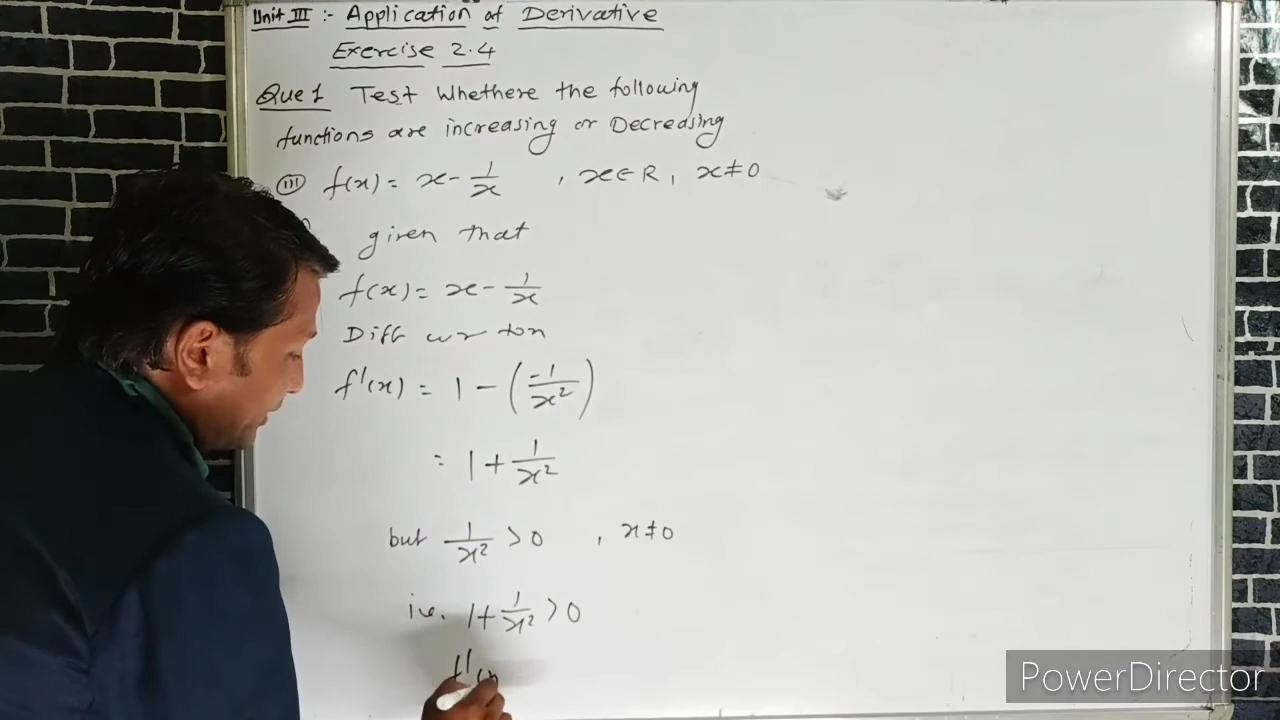 Unit III :- Application of Derivative
Exercise 2.4
Que 1 Test Whethere the following
functions are increasing or Decreasing
(iii) f(x) = x - 1/x , x ∈ R, x ≠ 0
given that
f(x) = x - 1/x
Diff wr to x
f'(x) = 1 - (-1/x²)
= 1 + 1/x²
but 1/x² > 0 , x ≠ 0
i.e. 1 + 1/x² > 0
f'(x
PowerDirector